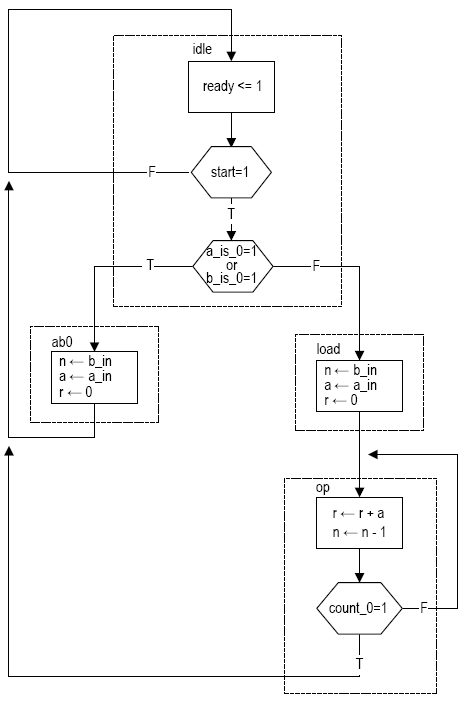 idle
ready <= 1
F
start=1
T
a_is_0=1
or
b_is_0=1
T
F
ab0
n ← b_in
a ← a_in
r ← 0
load
n ← b_in
a ← a_in
r ← 0
op
r ← r + a
n ← n - 1
count_0=1
F
T